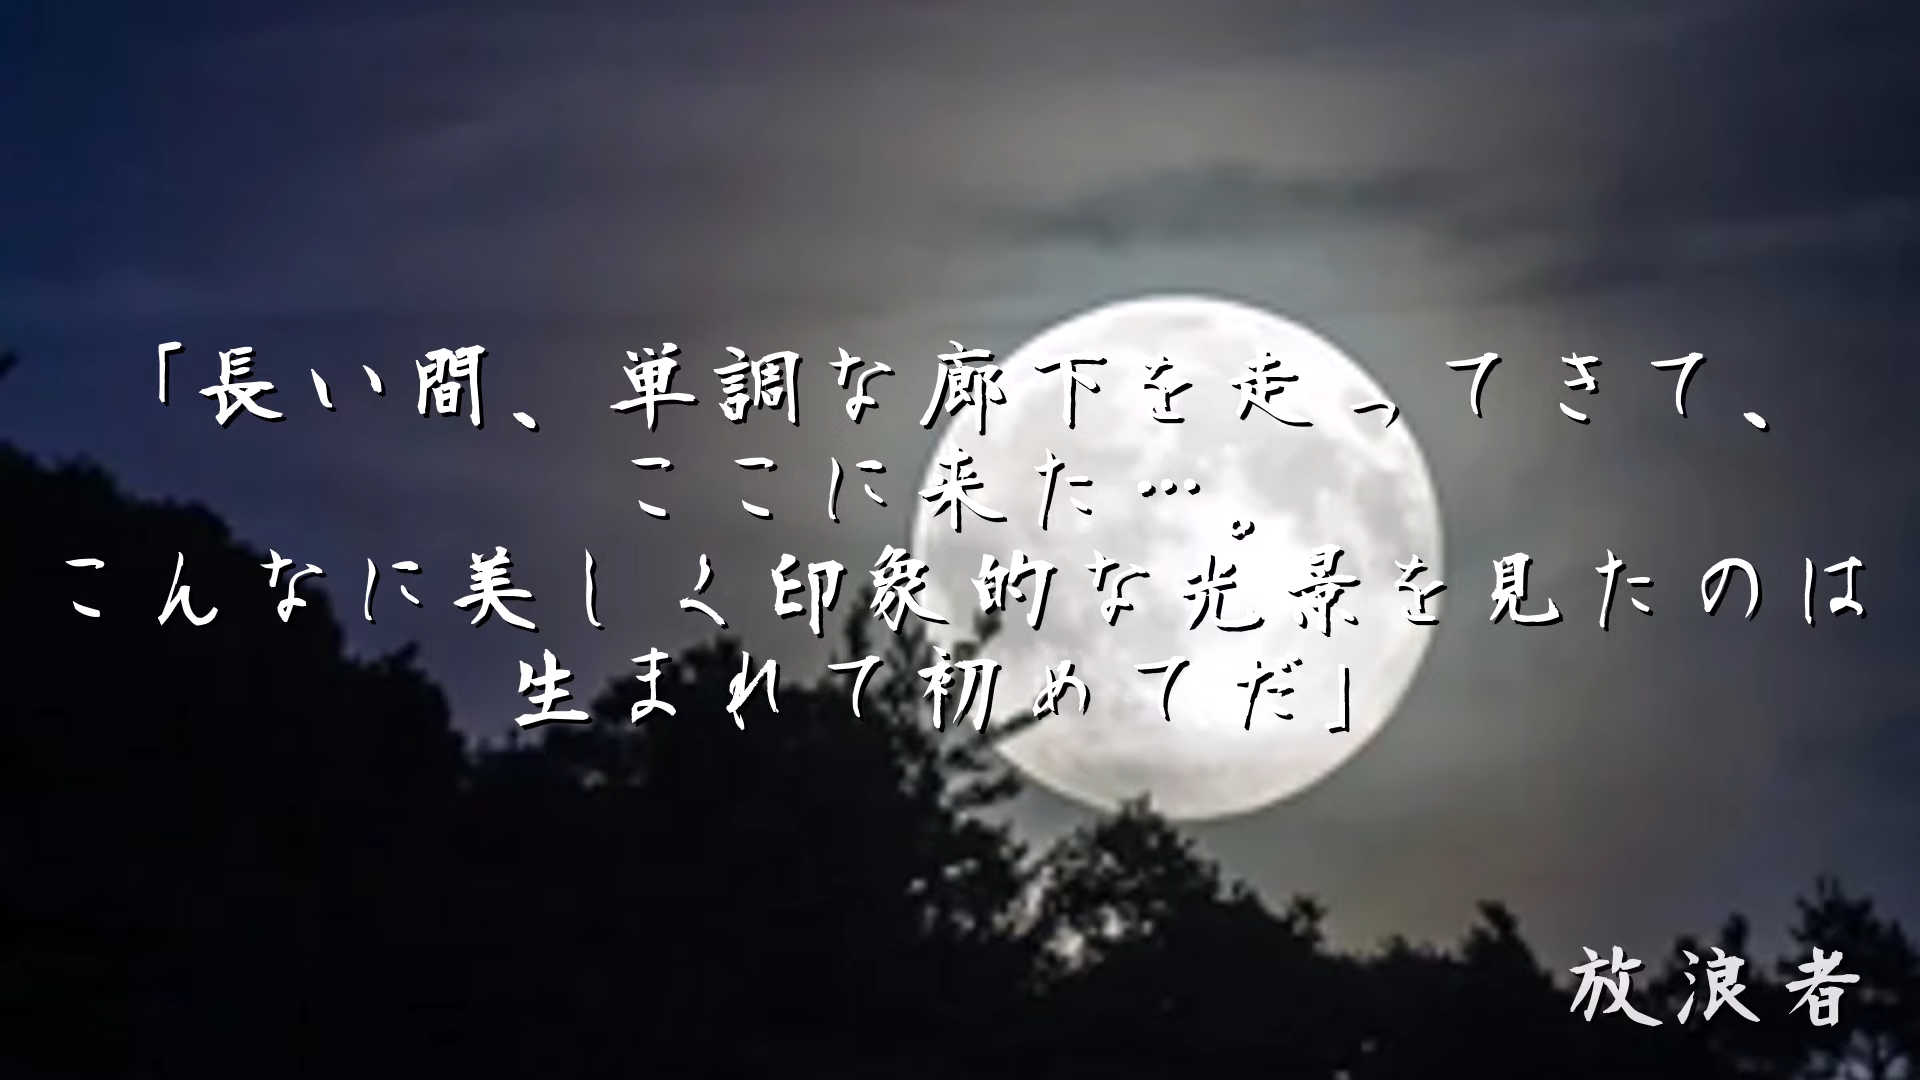 「長い間、単調な廊下を走ってきて、
ここに来た…。
こんなに美しく印象的な光景を見たのは
生まれて初めてだ」
放浪者